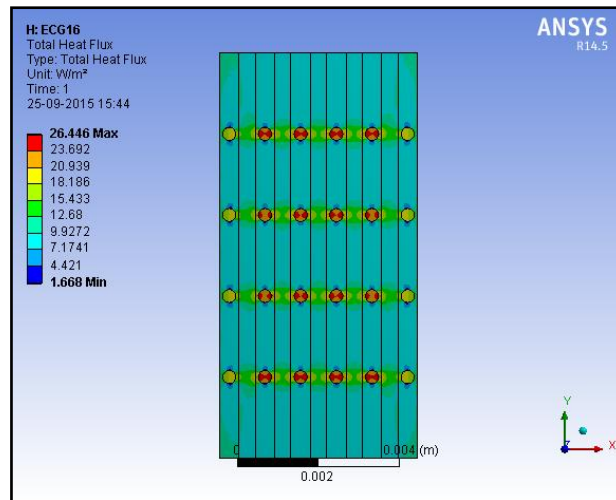 H: ECG16
Total Heat Flux
Type: Total Heat Flux
Unit: W/m²
Time: 1
25-09-2015 15:44
26.446 Max
23.692
20.939
18.186
15.433
12.68
9.9272
7.1741
4.421
1.668 Min
ANSYS
R14.5
0
0.004 (m)
0.002
Y
X